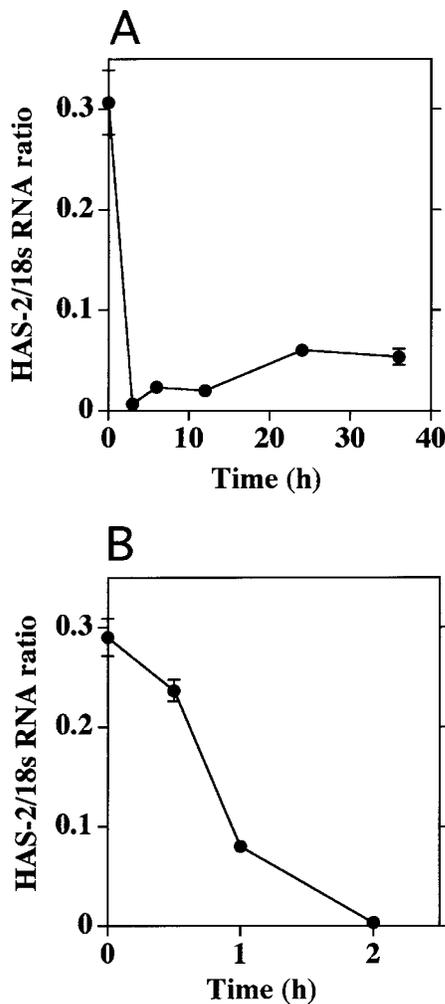 A
HAS-2/18s RNA ratio
0.3
0.2
0.1
0
0 10 20 30 40
Time (h)
B
HAS-2/18s RNA ratio
0.3
0.2
0.1
0
0 1 2
Time (h)